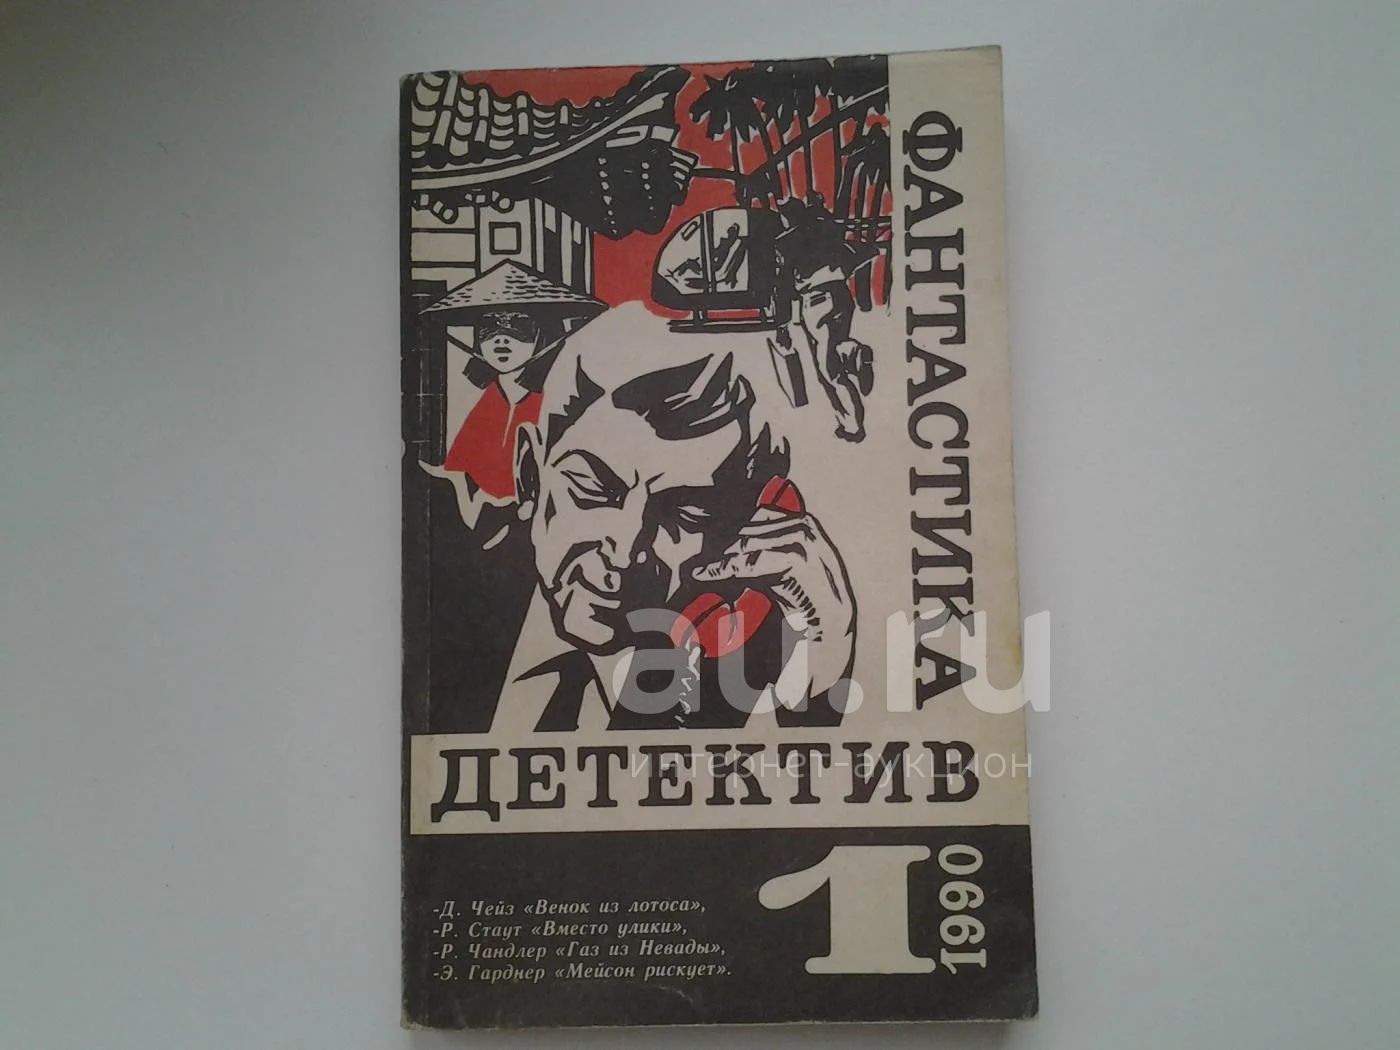 ФАНТАСТИКА
ДЕТЕКТИВ
1
1990
-Д. Чейз «Венок из лотоса»,
-Р. Стаут «Вместо улики»,
-Р. Чандлер «Газ из Невады»,
-Э. Гарднер «Мейсон рискует».
au.ru
интернет-аукцион